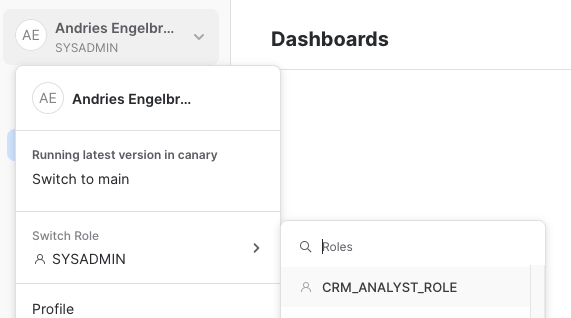 AE
Andries Engelbr...
SYSADMIN
Dashboards
AE
Andries Engelbr...
Running latest version in canary
Switch to main
Switch Role
SYSADMIN
Roles
CRM_ANALYST_ROLE
Profile